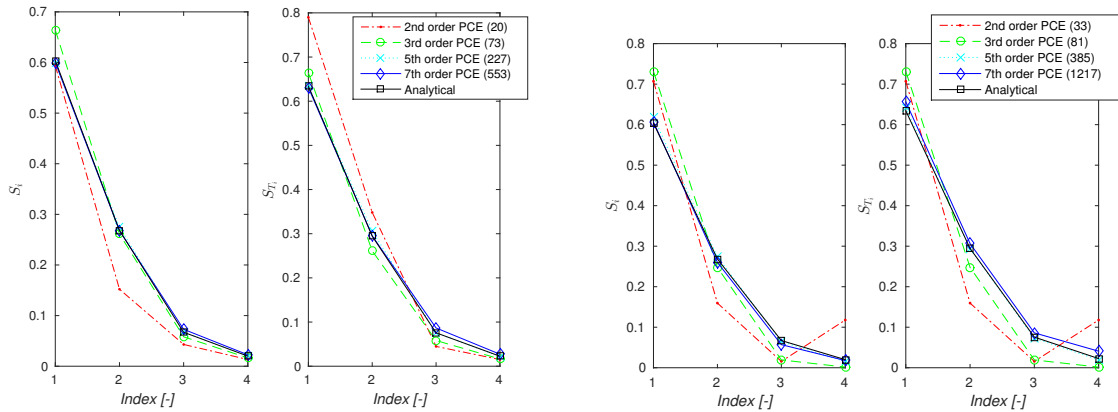 0.7
0.6
0.5
0.4
0.3
0.2
0.1
0
S_i
1 2 3 4
Index [-]
0.8
0.7
0.6
0.5
0.4
0.3
0.2
0.1
0
S_{T_i}
1 2 3 4
Index [-]
2nd order PCE (20)
3rd order PCE (73)
5th order PCE (227)
7th order PCE (553)
Analytical
0.8
0.7
0.6
0.5
0.4
0.3
0.2
0.1
0
S_i
1 2 3 4
Index [-]
0.8
0.7
0.6
0.5
0.4
0.3
0.2
0.1
0
S_{T_i}
1 2 3 4
Index [-]
2nd order PCE (33)
3rd order PCE (81)
5th order PCE (385)
7th order PCE (1217)
Analytical